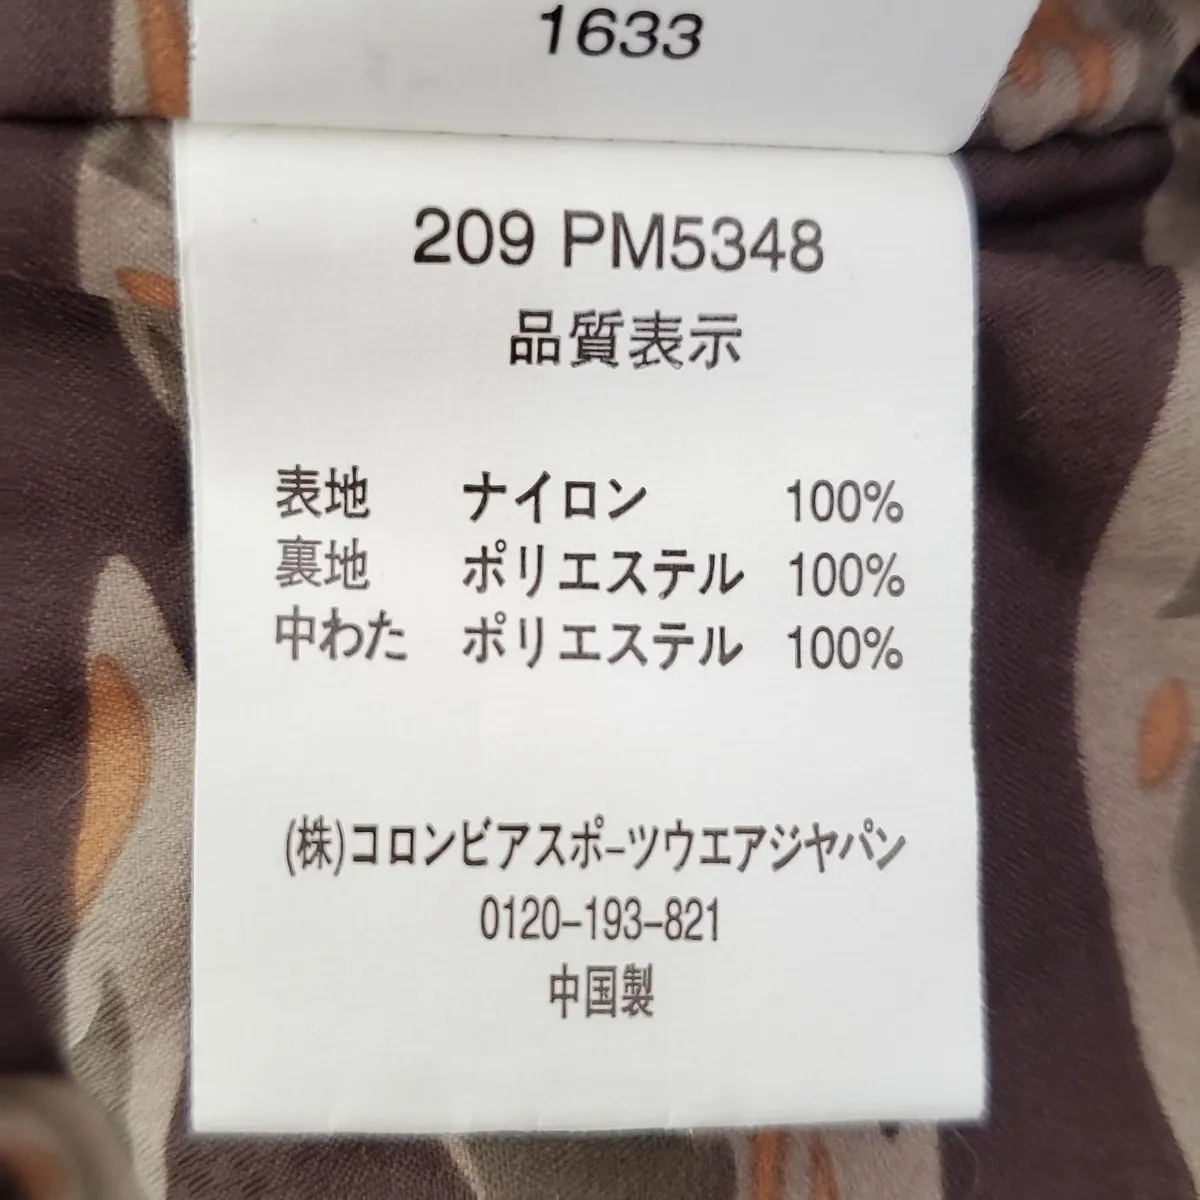 1633
209 PM5348
品質表示
表地 ナイロン 100%
裏地 ポリエステル 100%
中わた ポリエステル 100%
(株)コロンビアスポーツウエアジヤパン
0120-193-821
中国製